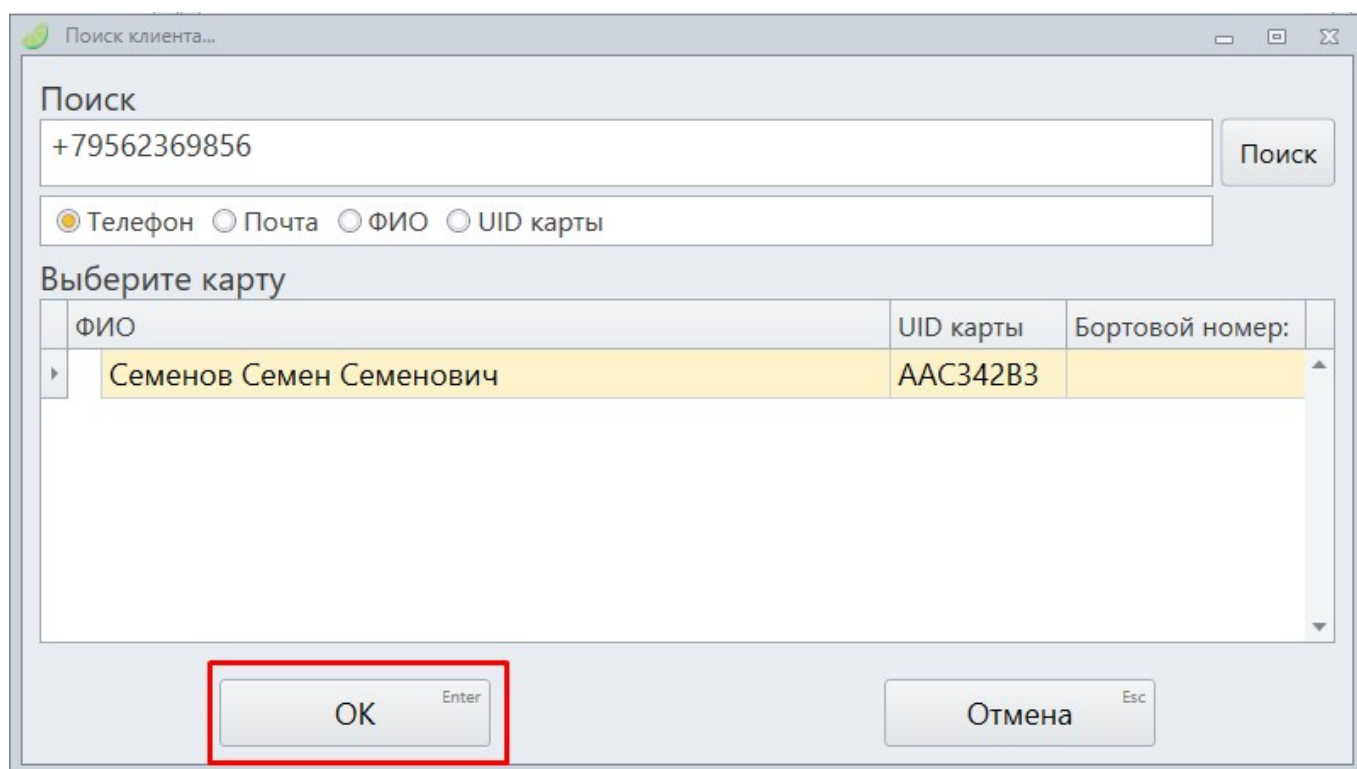 Поиск клиента...
Поиск
+79562369856
Поиск
Телефон Почта ФИО UID карты
Выберите карту
ФИО UID карты Бортовой номер:
Семенов Семен Семенович AAC342B3
OK Enter Отмена Esc